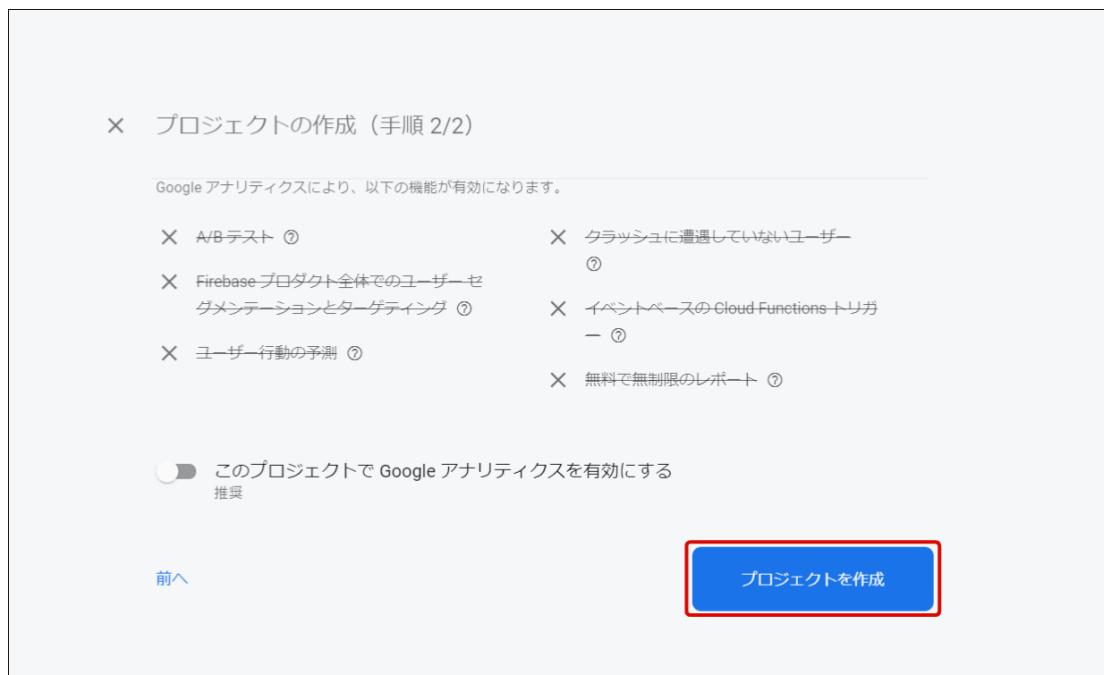 プロジェクトの作成（手順 2/2）
Google アナリティクスにより、以下の機能が有効になります。
A/B テスト
Firebase プロダクト全体でのユーザー セ
グメンテーションとターゲティング
ユーザー行動の予測
クラッシュに遭遇していないユーザー
イベントベースの Cloud Functions トリガ
ー
無料で無制限のレポート
このプロジェクトで Google アナリティクスを有効にする
推奨
前へ
プロジェクトを作成